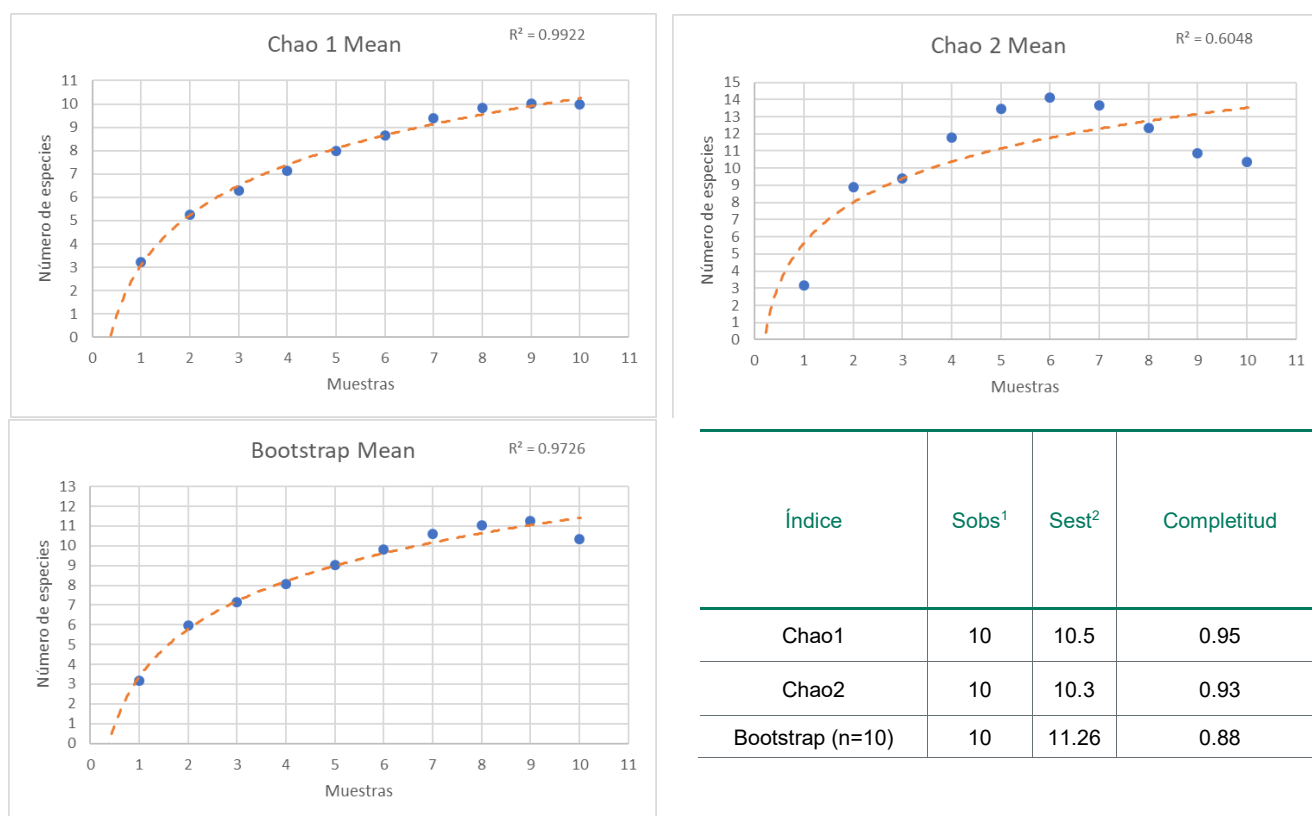 Chao 1 Mean
R² = 0.9922
Número de especies
11
10
9
8
7
6
5
4
3
2
1
0
0 1 2 3 4 5 6 7 8 9 10 11
Muestras
Chao 2 Mean
R² = 0.6048
Número de especies
15
14
13
12
11
10
9
8
7
6
5
4
3
2
1
0
0 1 2 3 4 5 6 7 8 9 10 11
Muestras
Bootstrap Mean
R² = 0.9726
Número de especies
13
12
11
10
9
8
7
6
5
4
3
2
1
0
0 1 2 3 4 5 6 7 8 9 10 11
Muestras
Índice Sobs¹ Sest² Completitud
Chao1 10 10.5 0.95
Chao2 10 10.3 0.93
Bootstrap (n=10) 10 11.26 0.88